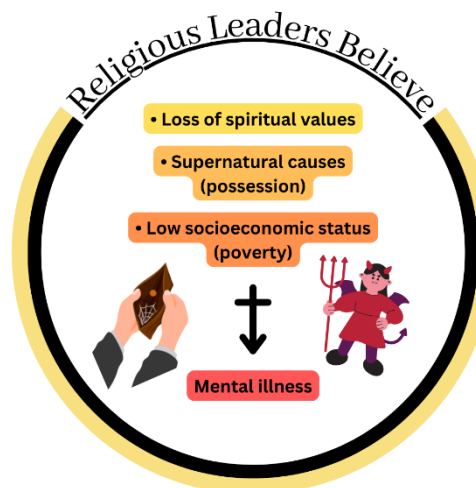 Religious Leaders Believe
• Loss of spiritual values
• Supernatural causes
(possession)
• Low socioeconomic status
(poverty)
Mental illness